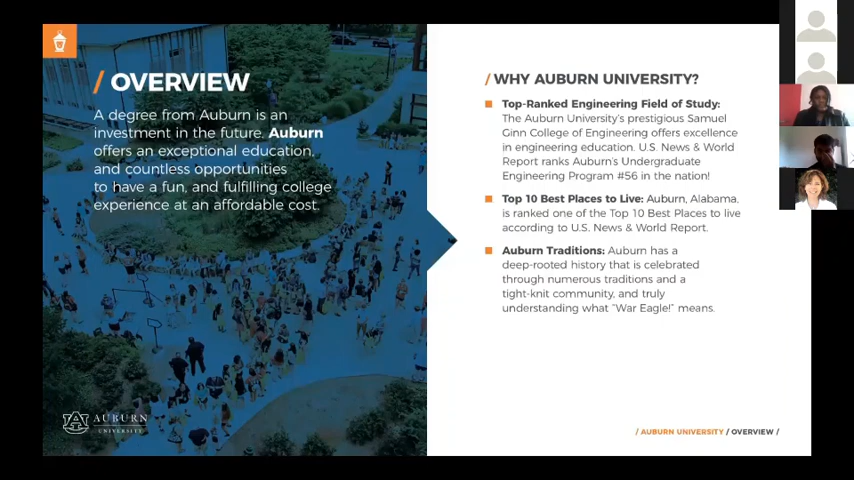 / OVERVIEW
A degree from Auburn is an
investment in the future. Auburn
offers an exceptional education,
and countless opportunities
to have a fun, and fulfilling college
experience at an affordable cost.
AUBURN
UNIVERSITY
/ WHY AUBURN UNIVERSITY?
Top-Ranked Engineering Field of Study:
The Auburn University's prestigious Samuel
Ginn College of Engineering offers excellence
in engineering education. U.S. News & World
Report ranks Auburn's Undergraduate
Engineering Program #56 in the nation!
Top 10 Best Places to Live: Auburn, Alabama,
is ranked one of the Top 10 Best Places to live
according to U.S. News & World Report.
Auburn Traditions: Auburn has a
deep-rooted history that is celebrated
through numerous traditions and a
tight-knit community, and truly
understanding what "War Eagle!" means.
/ AUBURN UNIVERSITY / OVERVIEW /